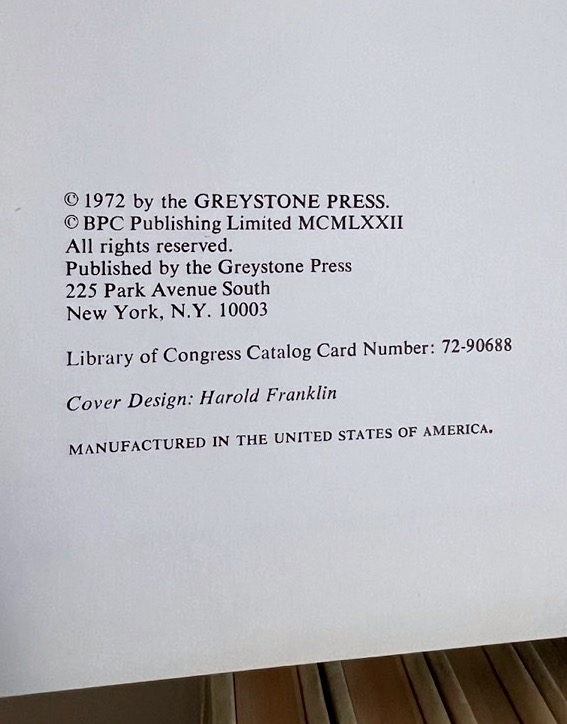 © 1972 by the GREYSTONE PRESS.
© BPC Publishing Limited MCMLXXII
All rights reserved.
Published by the Greystone Press
225 Park Avenue South
New York, N.Y. 10003
Library of Congress Catalog Card Number: 72-90688
Cover Design: Harold Franklin
MANUFACTURED IN THE UNITED STATES OF AMERICA.